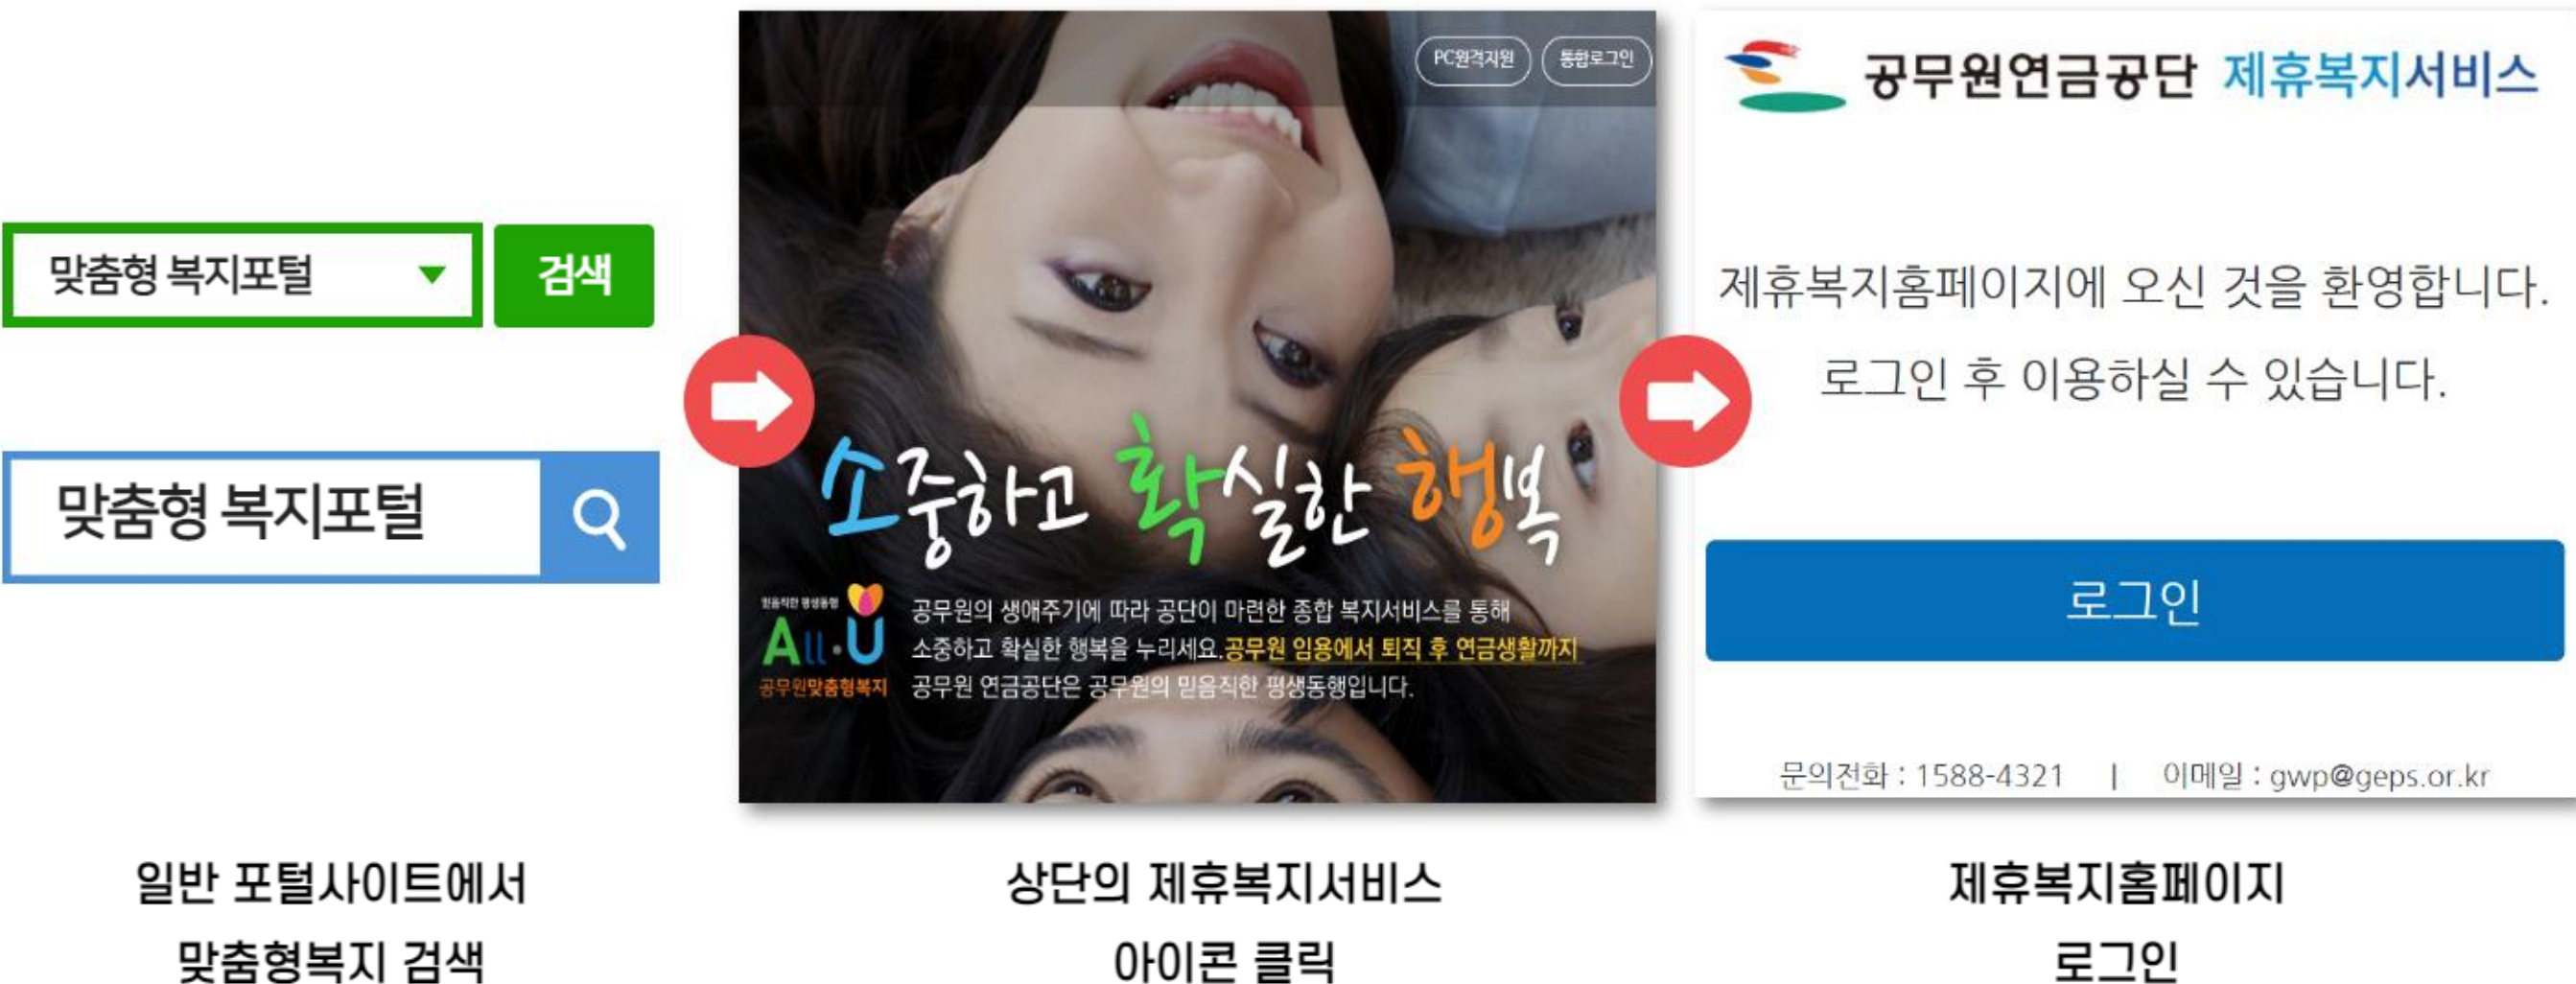 맞춤형 복지포털
검색
맞춤형 복지포털
일반 포털사이트에서
맞춤형복지 검색
PC원격지원
통합로그인
소중하고 확실한 행복
믿음직한 평생동행
All·U
공무원맞춤형복지
공무원의 생애주기에 따라 공단이 마련한 종합 복지서비스를 통해
소중하고 확실한 행복을 누리세요.공무원 임용에서 퇴직 후 연금생활까지
공무원 연금공단은 공무원의 믿음직한 평생동행입니다.
상단의 제휴복지서비스
아이콘 클릭
공무원연금공단 제휴복지서비스
제휴복지홈페이지에 오신 것을 환영합니다.
로그인 후 이용하실 수 있습니다.
로그인
문의전화 : 1588-4321 | 이메일 : gwp@geps.or.kr
제휴복지홈페이지
로그인